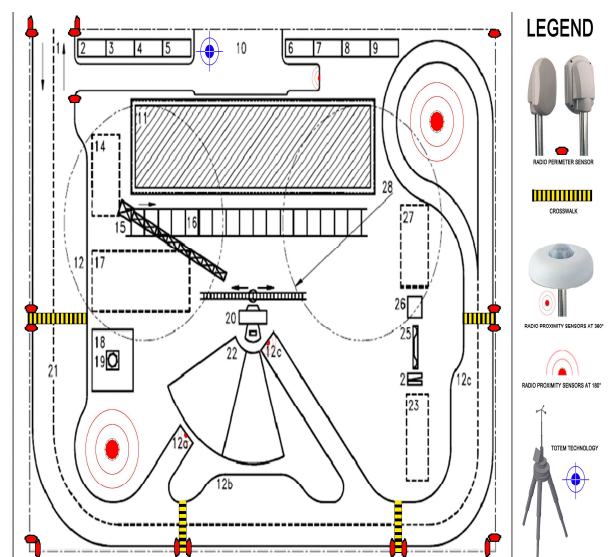 LEGEND
1
2
3
4
5
10
6
7
8
9
11
14
28
15
16
27
12
17
26
20
25
18
19
22
12c
21
2
12c
23
12a
12b
RADIO PERIMETER SENSOR
CROSSWALK
RADIO PROXIMITY SENSORS AT 360°
RADIO PROXIMITY SENSORS AT 180°
TOTEM TECHNOLOGY